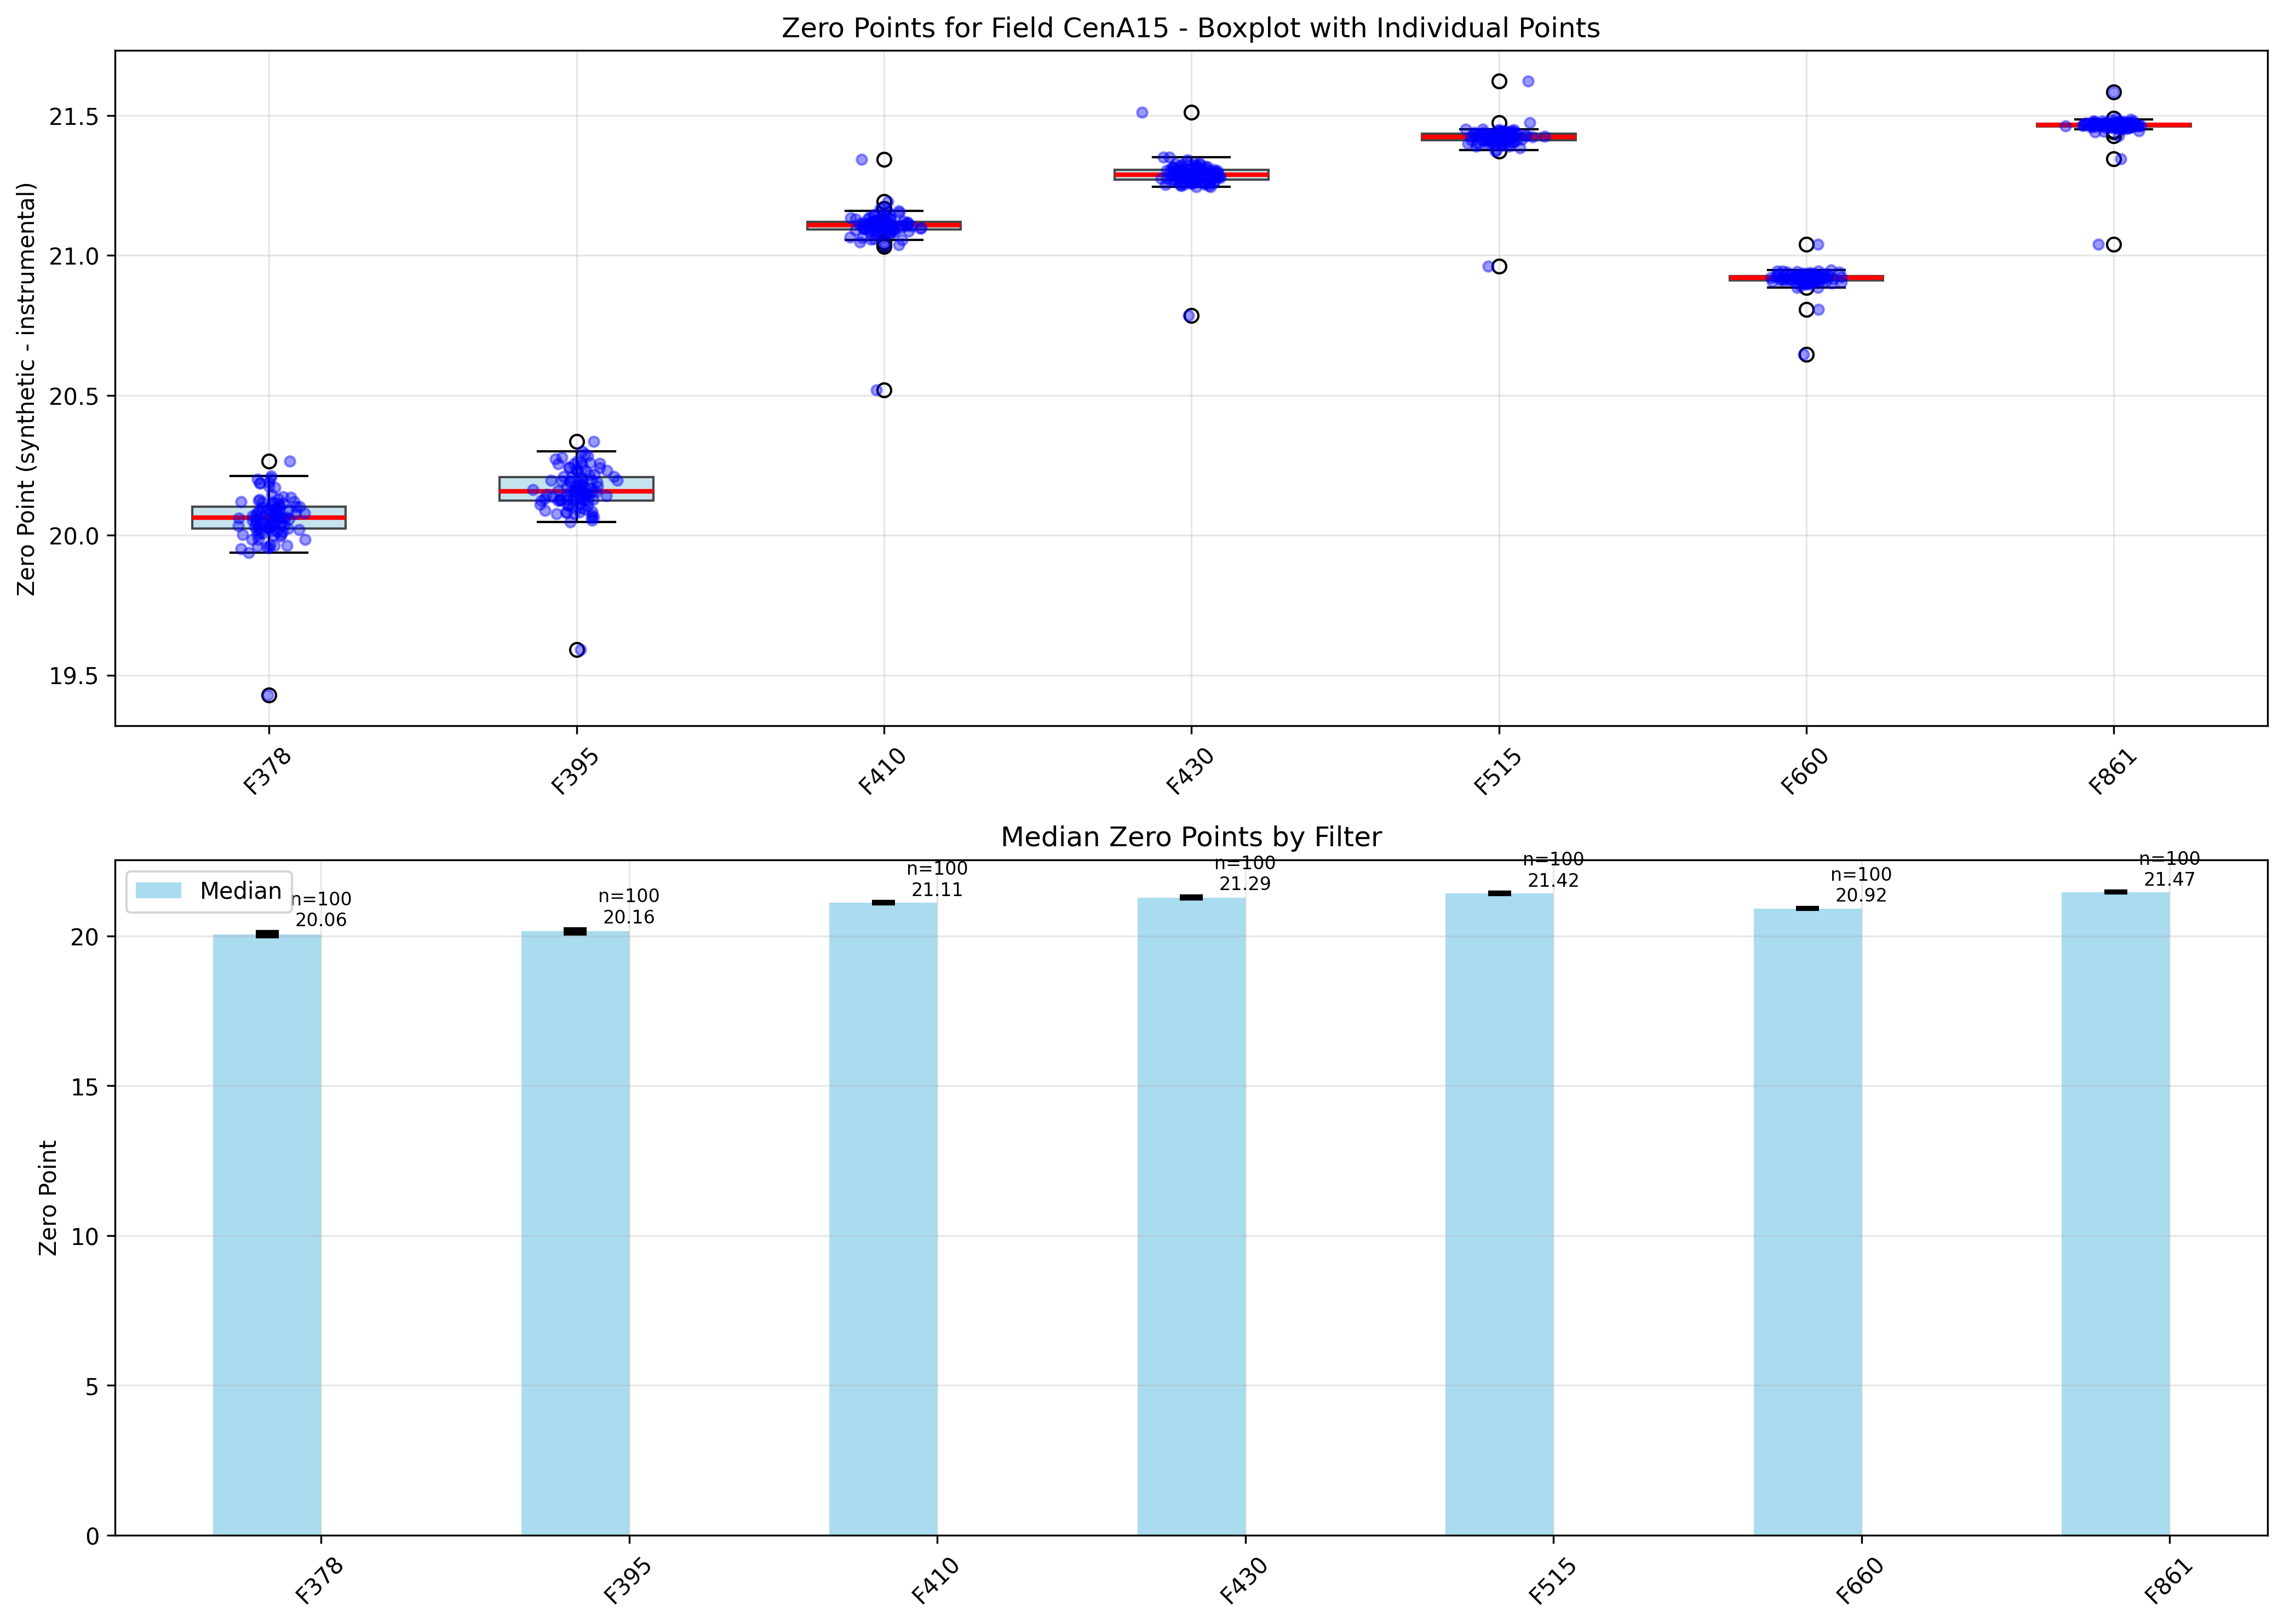 Zero Points for Field CenA15 - Boxplot with Individual Points
Zero Point (synthetic - instrumental)
21.5
21.0
20.5
20.0
19.5
F378
F395
F410
F430
F515
F660
F861
Median Zero Points by Filter
Median
Zero Point
20
15
10
5
0
n=100
20.06
n=100
20.16
n=100
21.11
n=100
21.29
n=100
21.42
n=100
20.92
n=100
21.47
F378
F395
F410
F430
F515
F660
F861